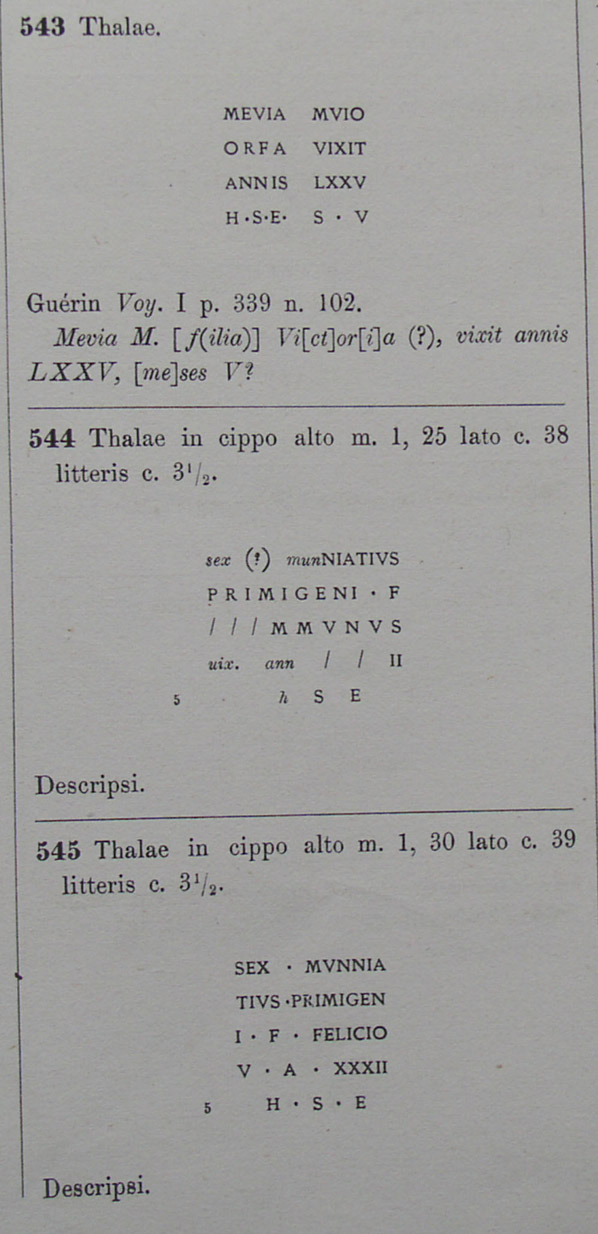 543 Thalae.
MEVIA MVIO
ORFA VIXIT
ANNIS LXXV
H·S·E· S · V
Guérin Voy. I p. 339 n. 102.
Mevia M. [f(ilia)] Vi[ct]or[i]a (?), vixit annis
LXXV, [me]ses V?
544 Thalae in cippo alto m. 1, 25 lato c. 38
litteris c. 3¹/₂.
sex (?) munNIATIVS
PRIMIGENI · F
/ / / M M V N V S
uix. ann / / II
5 h S E
Descripsi.
545 Thalae in cippo alto m. 1, 30 lato c. 39
litteris c. 3¹/₂.
SEX · MVNNIA
TIVS·PRIMIGEN
I · F · FELICIO
V · A · XXXII
5 H · S · E
Descripsi.